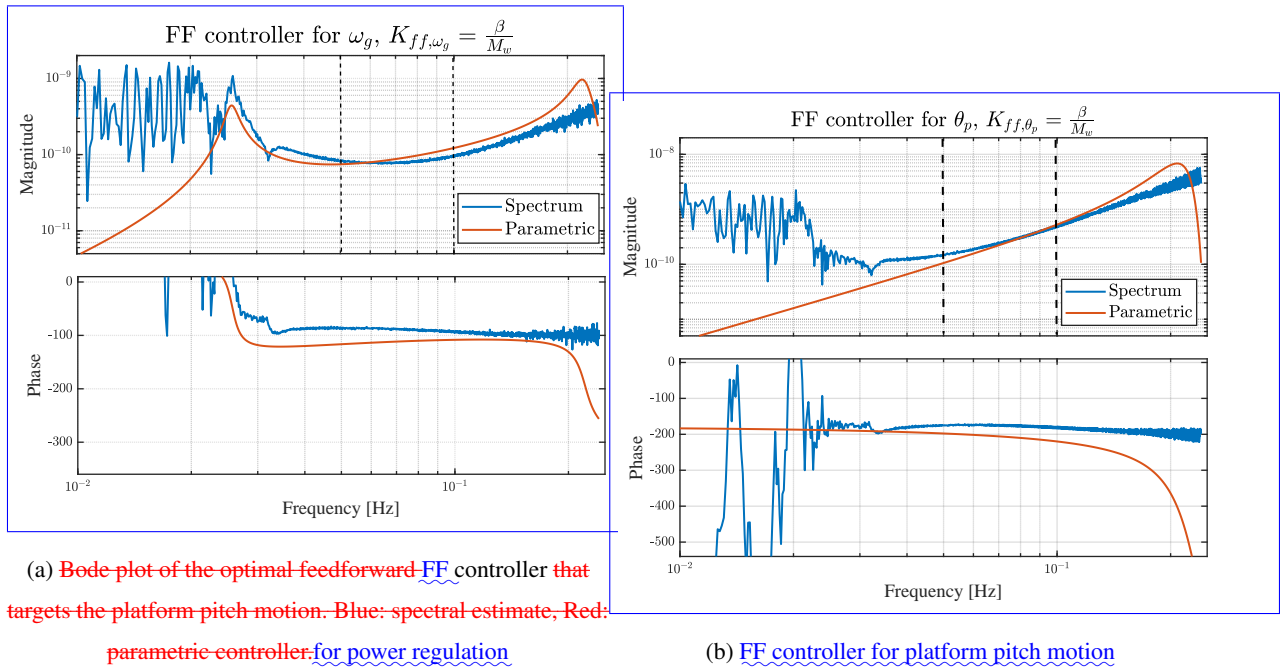 FF controller for ω_g, K_{ff,ω_g} = β/M_w
10^-9
10^-10
10^-11
Magnitude
Spectrum
Parametric
0
-100
-200
-300
Phase
10^-2
10^-1
Frequency [Hz]
(a) Bode plot of the optimal feedforward FF controller that
targets the platform pitch motion. Blue: spectral estimate, Red:
parametric controller. for power regulation
FF controller for θ_p, K_{ff,θ_p} = β/M_w
10^-8
10^-10
Magnitude
Spectrum
Parametric
0
-100
-200
-300
-400
-500
Phase
10^-2
10^-1
Frequency [Hz]
(b) FF controller for platform pitch motion